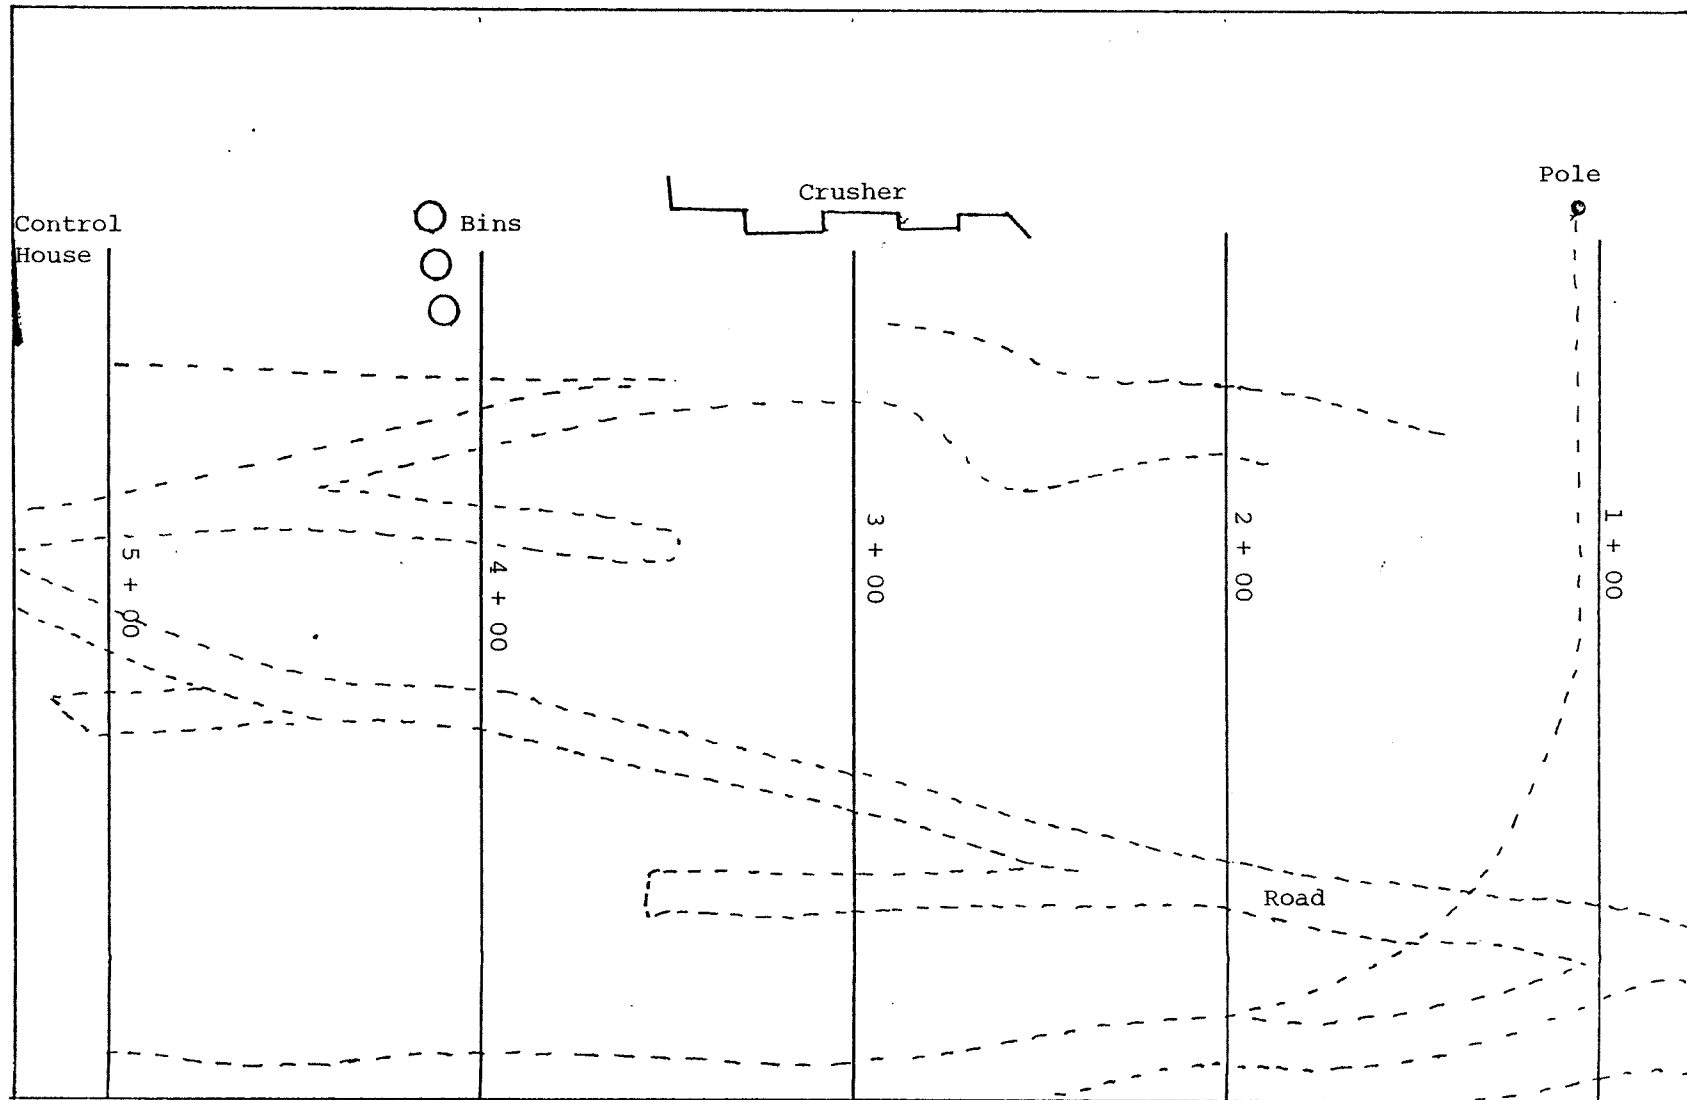 Pole
Crusher
Control
House
Bins
5 + 00
4 + 00
3 + 00
2 + 00
1 + 00
Road